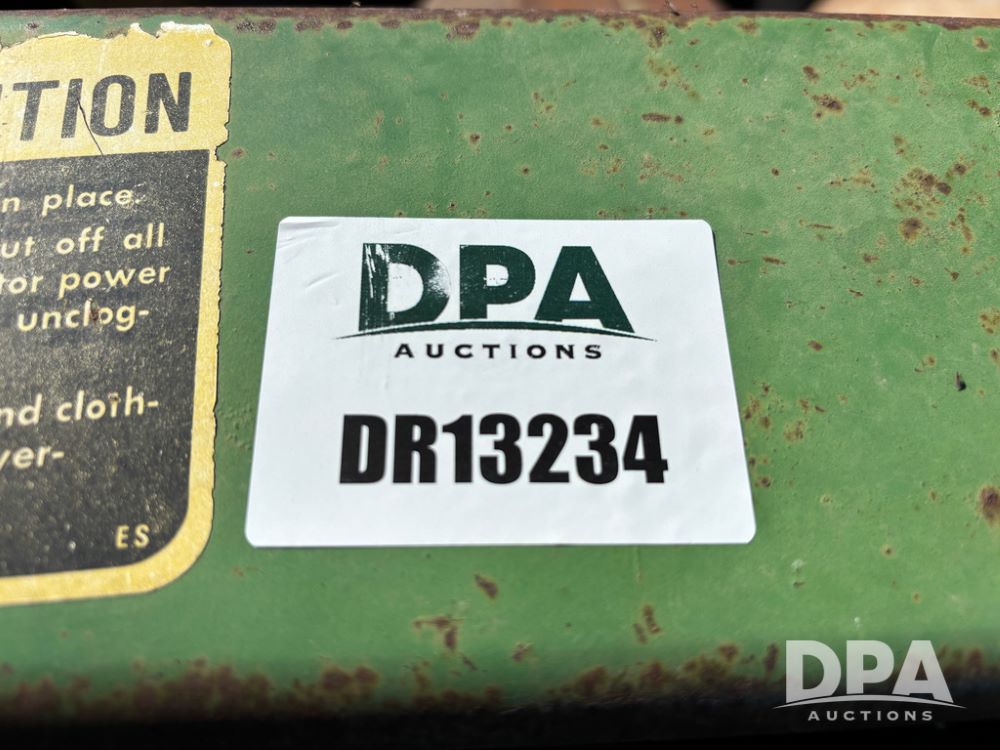 TION
n place.
ut off all
tor power
unclog-
nd cloth-
ver-
ES
DPA
AUCTIONS
DR13234
DPA
AUCTIONS